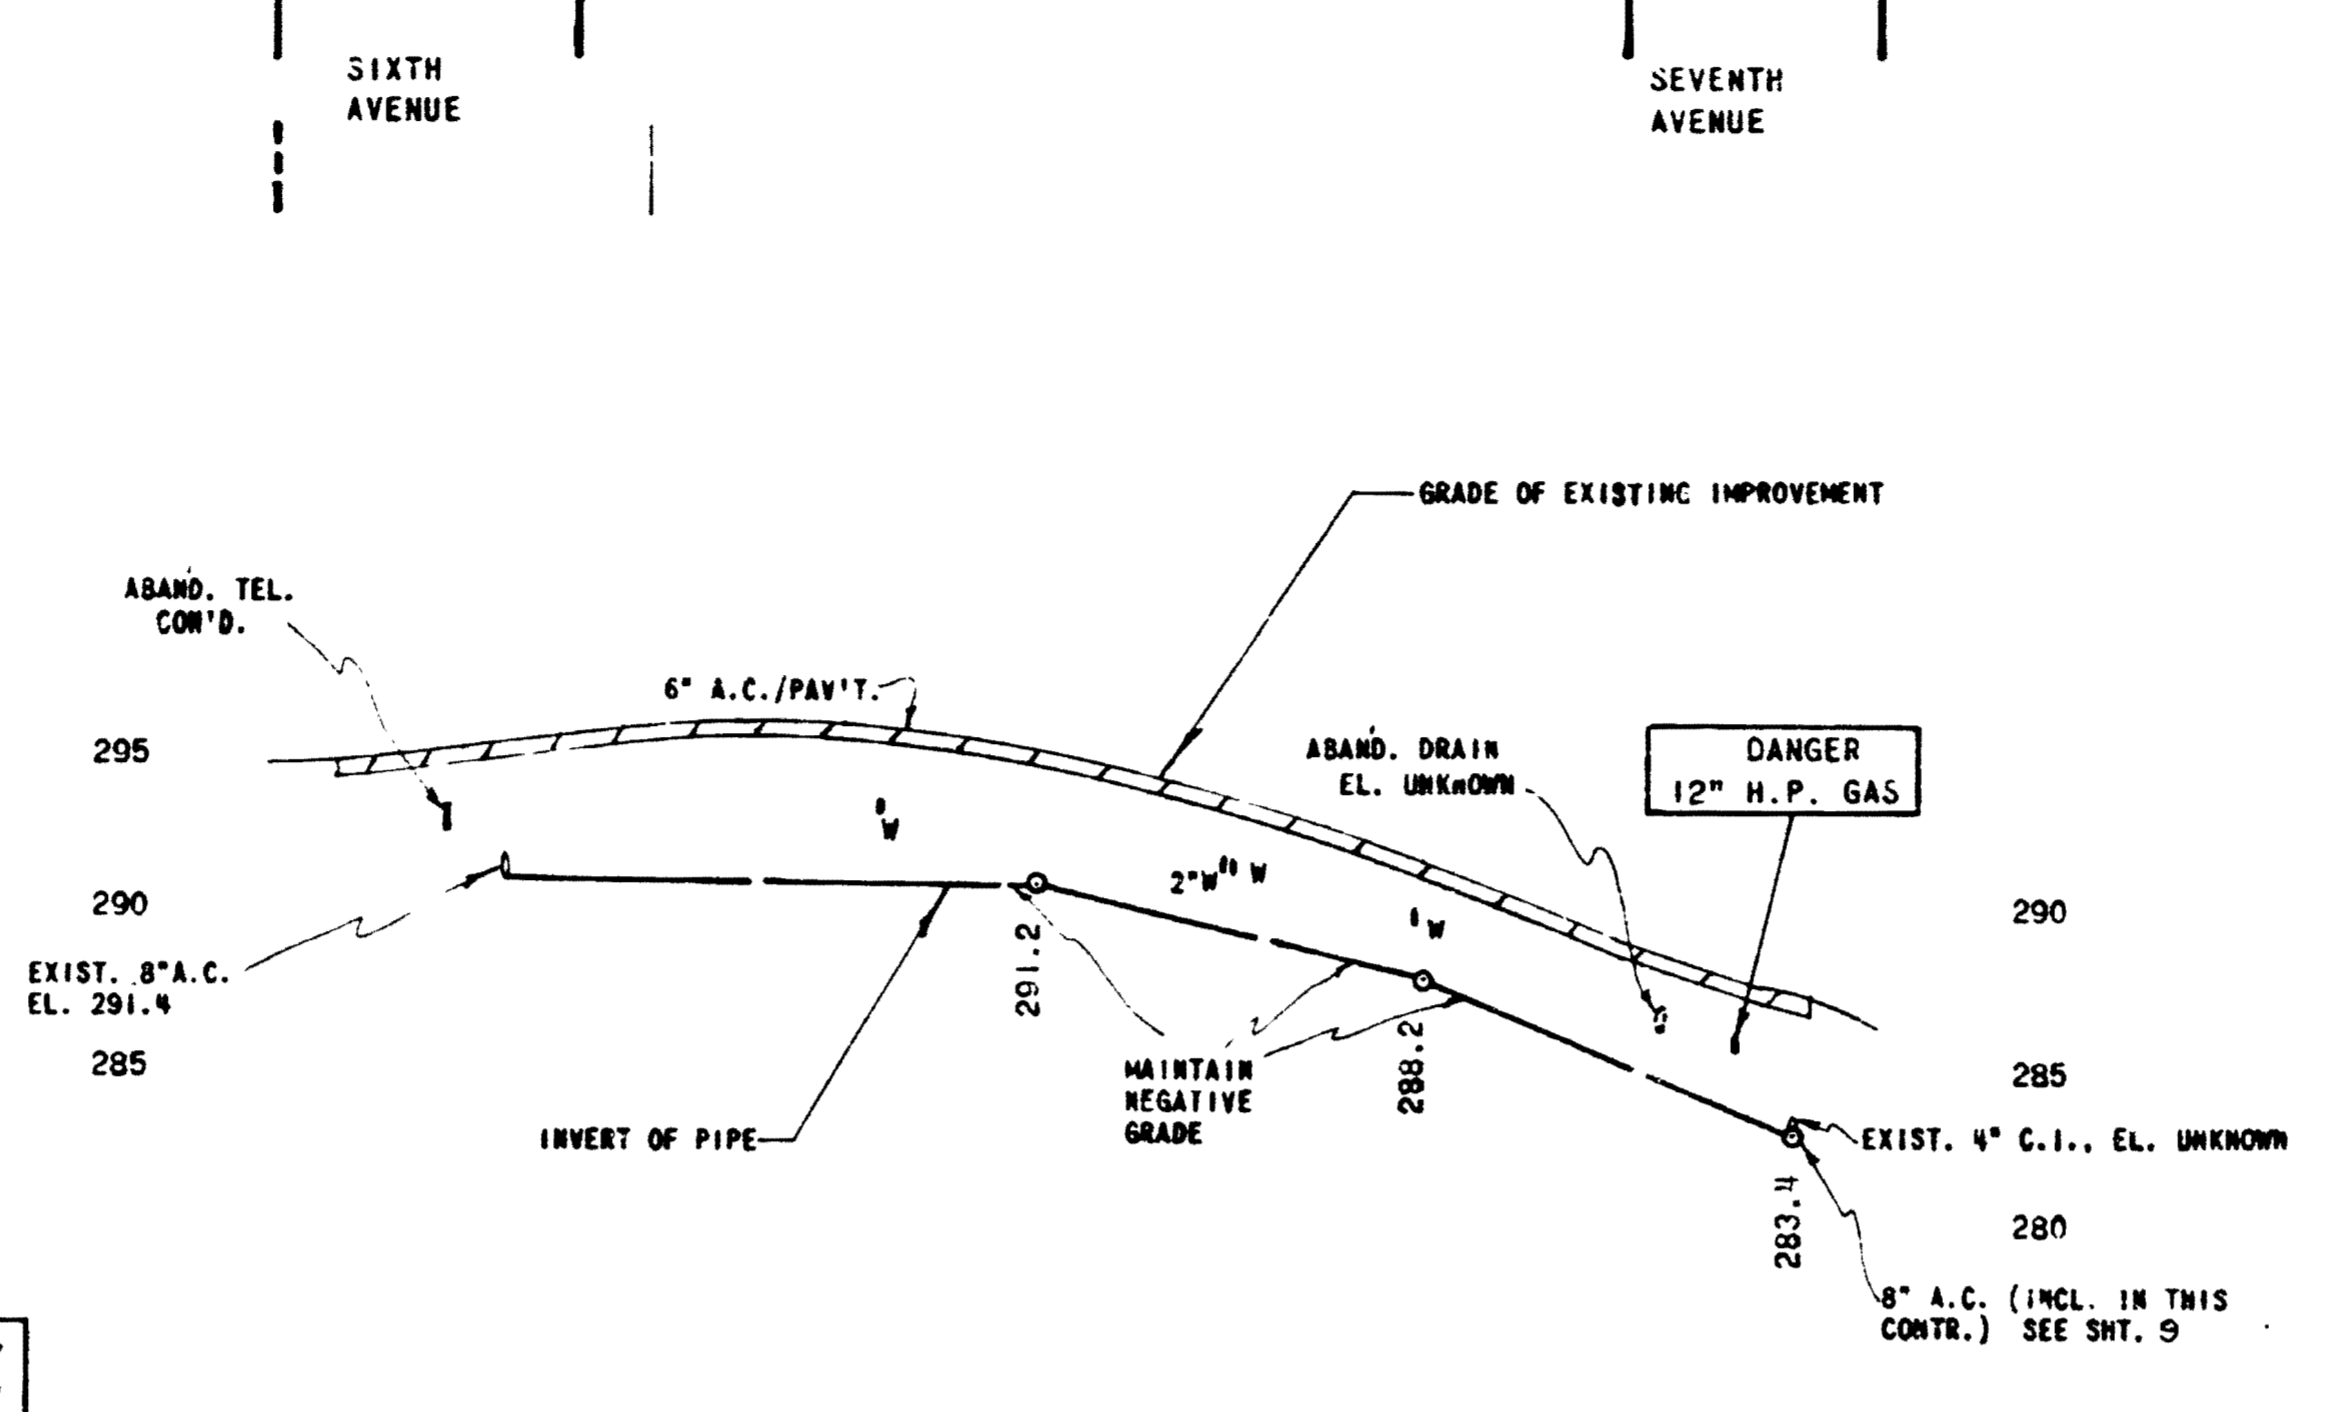 SIXTH
AVENUE
SEVENTH
AVENUE
GRADE OF EXISTING IMPROVEMENT
ABAND. TEL.
CON'D.
6" A.C./PAV'T.
295
ABAND. DRAIN
EL. UNKNOWN
DANGER
12" H.P. GAS
W
2"W W
W
290
290
EXIST. 8"A.C.
EL. 291.4
291.2
288.2
285
285
MAINTAIN
NEGATIVE
GRADE
INVERT OF PIPE
EXIST. 4" C.I., EL. UNKNOWN
283.4
280
8" A.C. (INCL. IN THIS
CONTR.) SEE SHT. 9